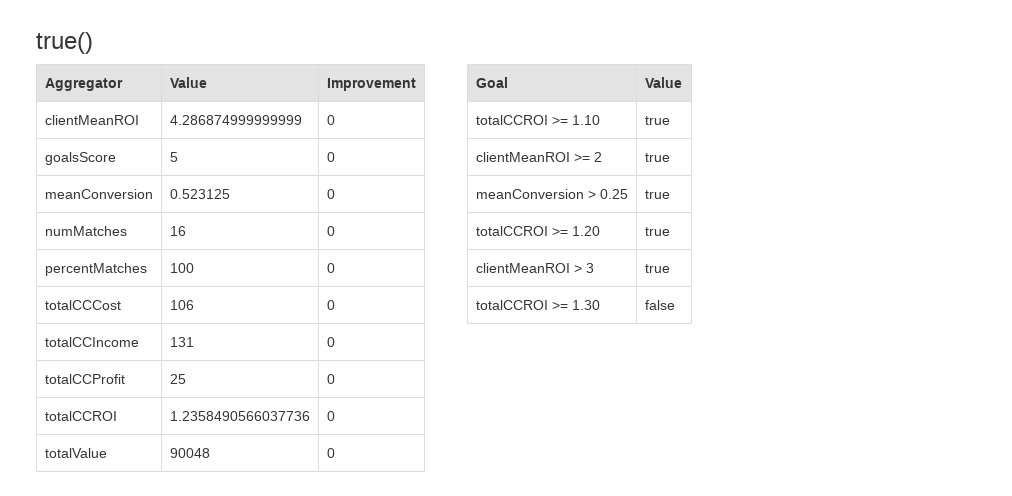 true()
Aggregator Value Improvement
clientMeanROI 4.286874999999999 0
goalsScore 5 0
meanConversion 0.523125 0
numMatches 16 0
percentMatches 100 0
totalCCCost 106 0
totalCCIncome 131 0
totalCCProfit 25 0
totalCCROI 1.2358490566037736 0
totalValue 90048 0
Goal Value
totalCCROI >= 1.10 true
clientMeanROI >= 2 true
meanConversion > 0.25 true
totalCCROI >= 1.20 true
clientMeanROI > 3 true
totalCCROI >= 1.30 false